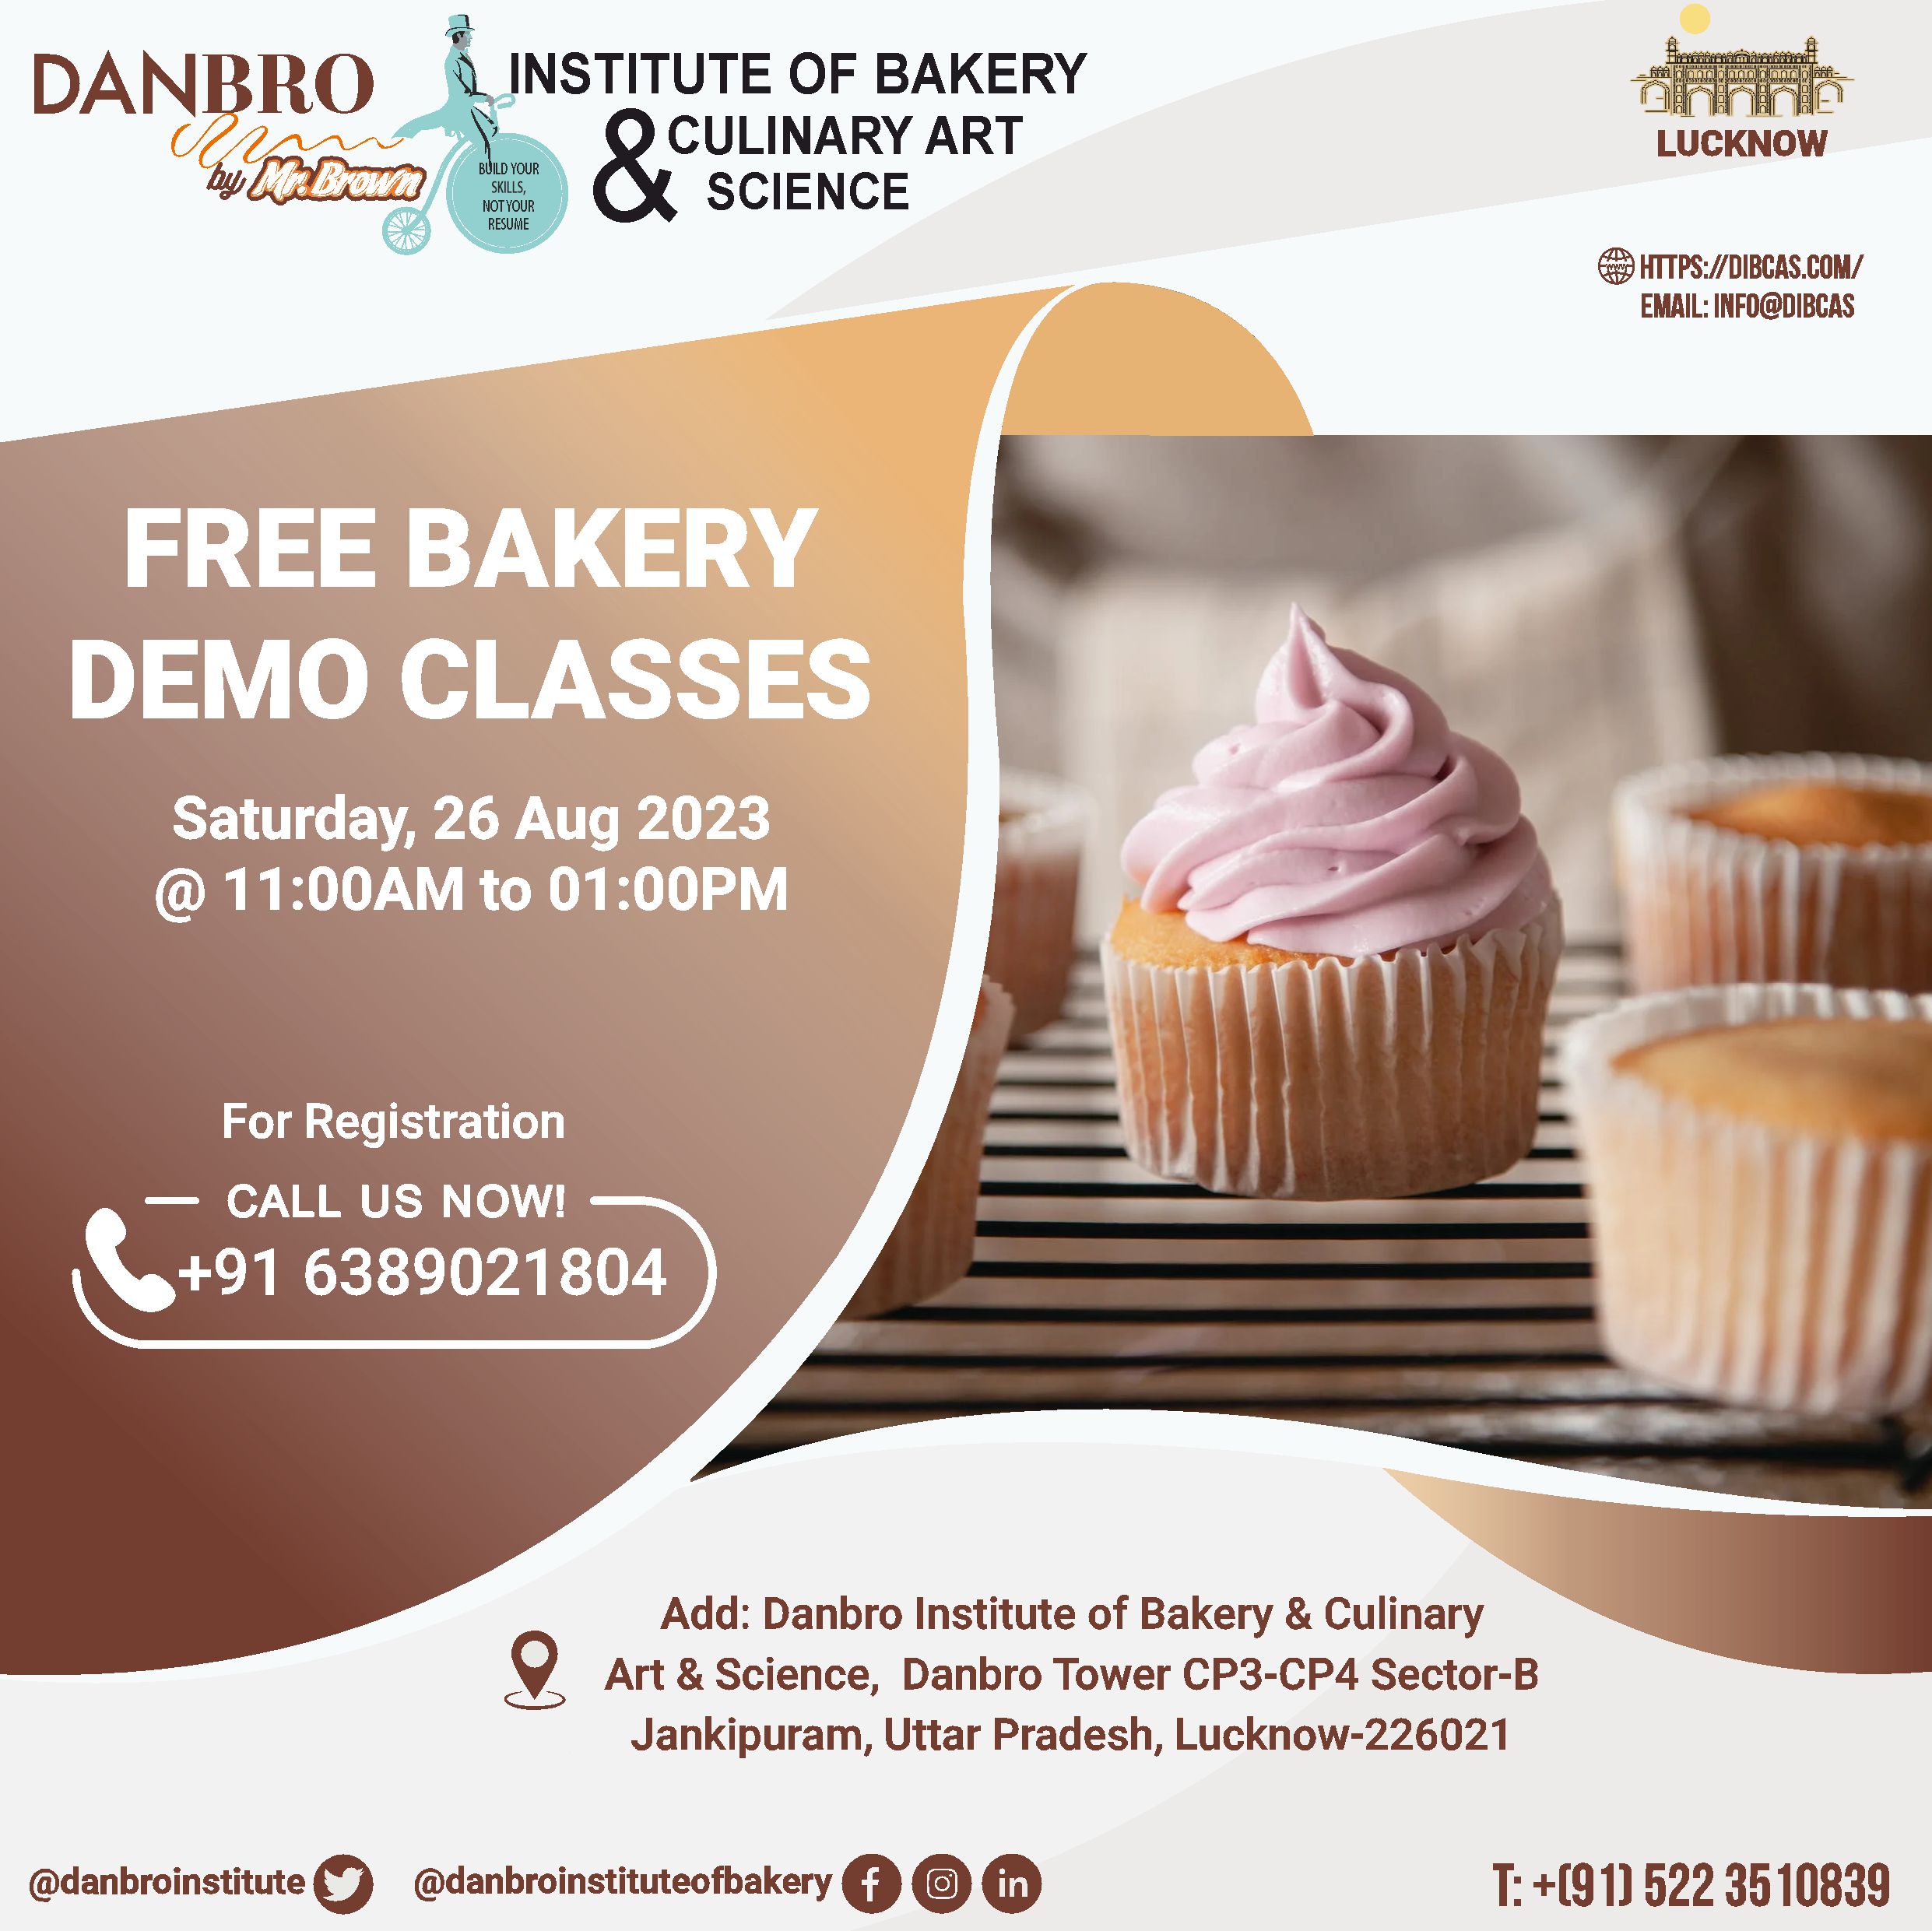 DANBRO
by Mr. Brown
BUILD YOUR
SKILLS,
NOT YOUR
RESUME
INSTITUTE OF BAKERY
& CULINARY ART
SCIENCE
LUCKNOW
HTTPS://DIBCAS.COM/
EMAIL: INFO@DIBCAS
FREE BAKERY
DEMO CLASSES
Saturday, 26 Aug 2023
@ 11:00AM to 01:00PM
For Registration
CALL US NOW!
+91 6389021804
Add: Danbro Institute of Bakery & Culinary
Art & Science, Danbro Tower CP3-CP4 Sector-B
Jankipuram, Uttar Pradesh, Lucknow-226021
@danbroinstitute
@danbroinstituteofbakery
T: +(91) 522 3510839